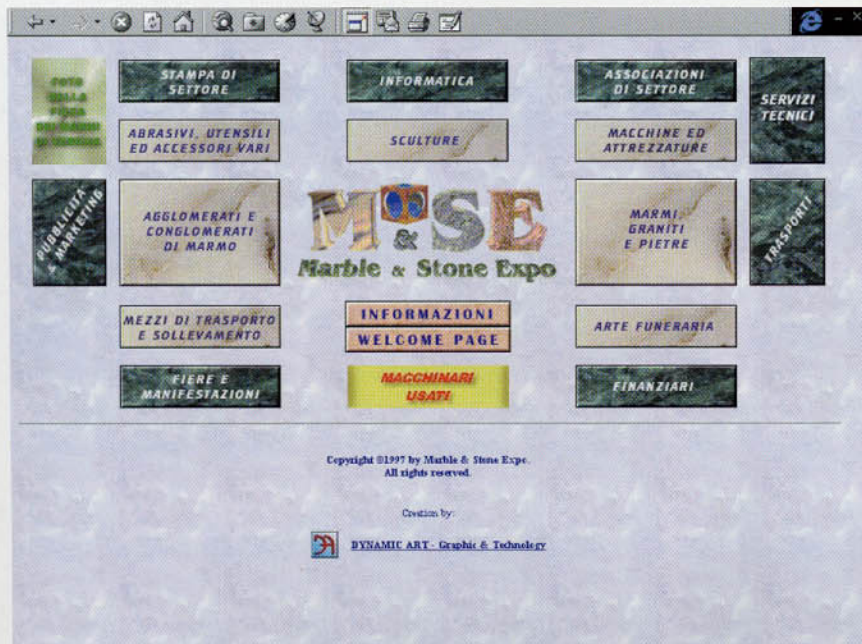 FOTO
DELLA
STAMPA DI
SETTORE
INFORMATICA
ASSOCIAZIONI
DI SETTORE
SERVIZI
TECNICI
ABRASIVI, UTENSILI
ED ACCESSORI VARI
SCULTURE
MACCHINE ED
ATTREZZATURE
PUBBLICITÀ
& MARKETING
AGGLOMERATI E
CONGLOMERATI
DI MARMO
M SE
&
Marble & Stone Expo
MARMI,
GRANITI
E PIETRE
TRASPORTI
MEZZI DI TRASPORTO
E SOLLEVAMENTO
INFORMAZIONI
WELCOME PAGE
ARTE FUNERARIA
FIERE E
MANIFESTAZIONI
MACCHINARI
USATI
FINANZIARI
Copyright ©1997 by Marble & Stone Expo.
All rights reserved.
Creation by:
DYNAMIC ART - Graphic & Technology